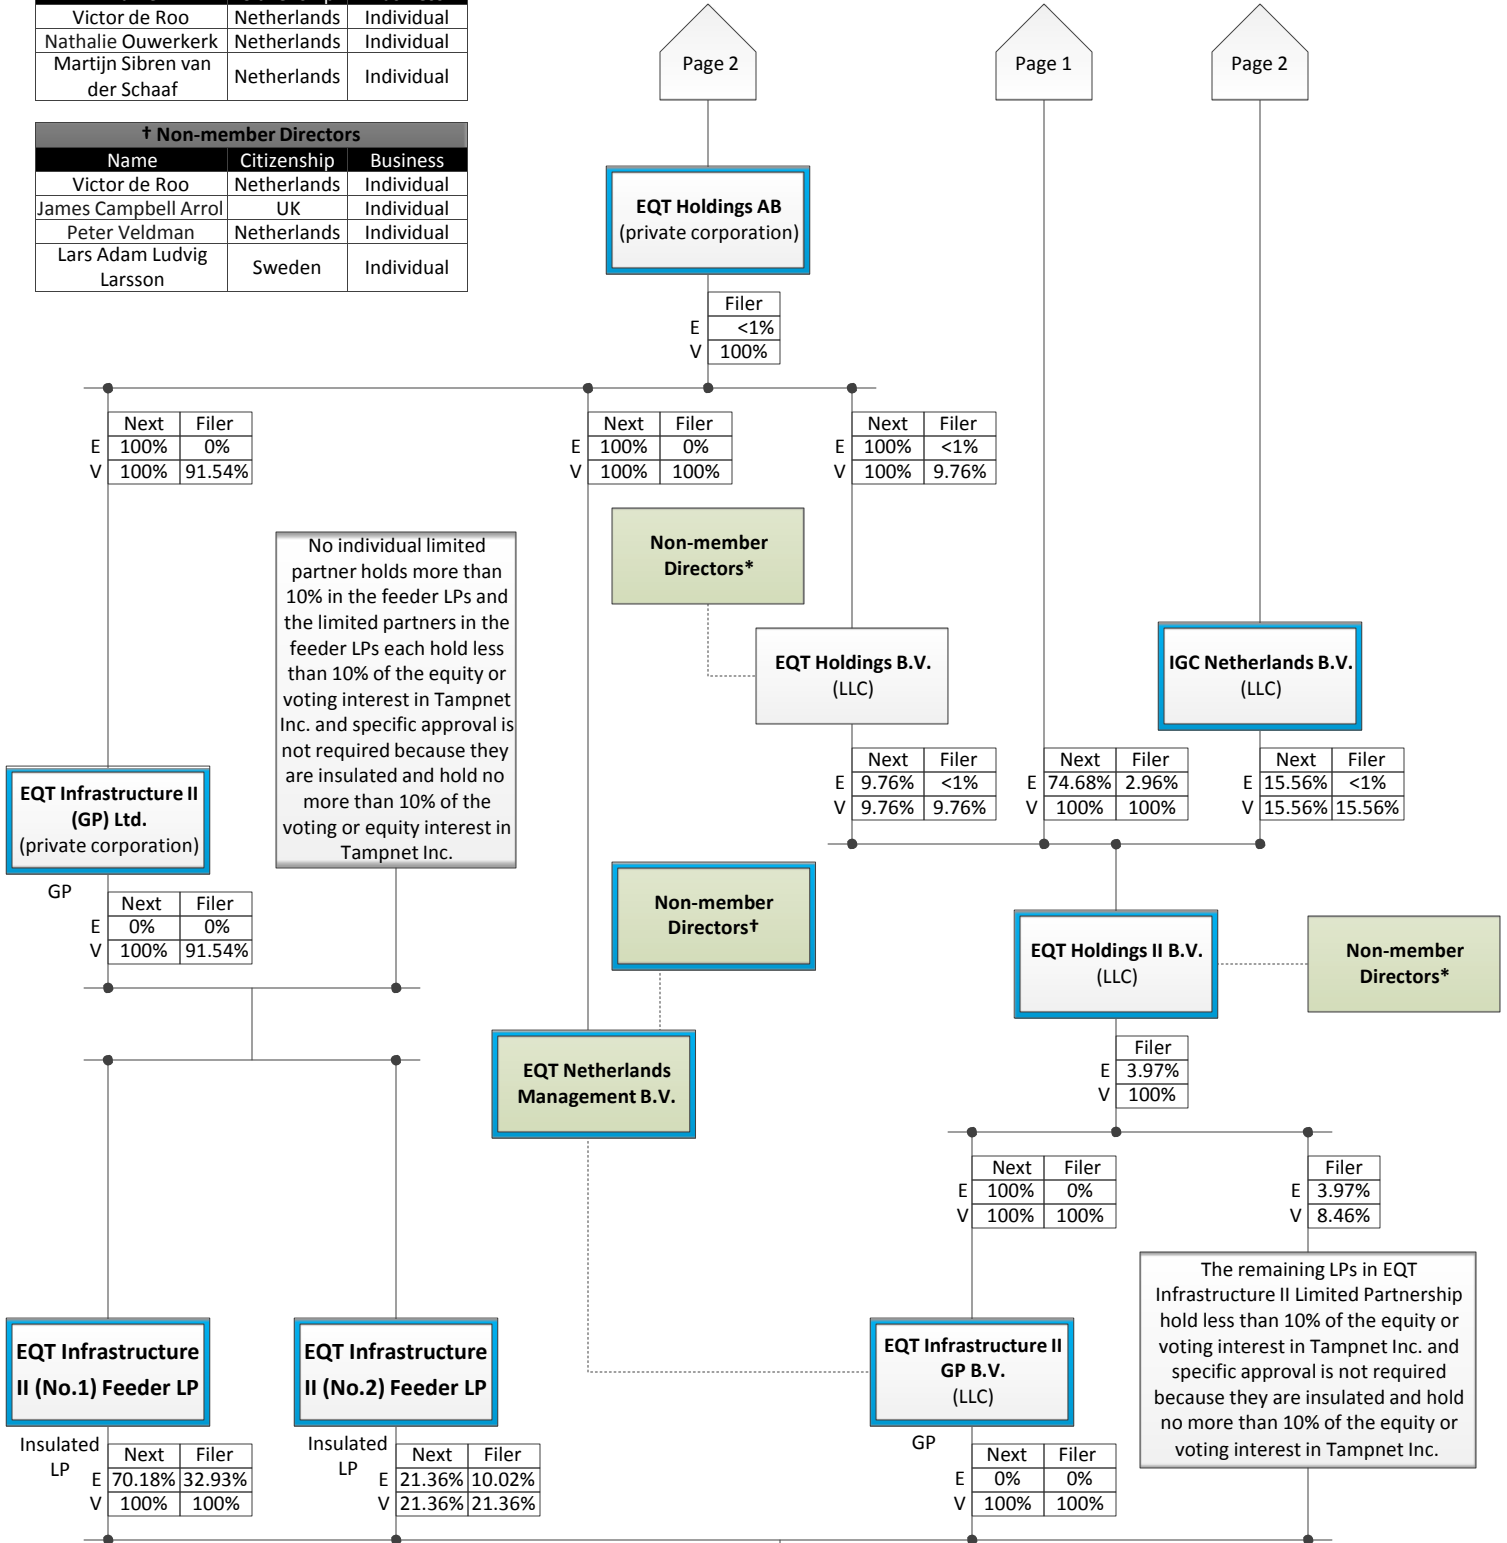 Victor de Roo Netherlands Individual
Nathalie Ouwerkerk Netherlands Individual
Martijn Sibren van
der Schaaf Netherlands Individual
† Non-member Directors
Name Citizenship Business
Victor de Roo Netherlands Individual
James Campbell Arrol UK Individual
Peter Veldman Netherlands Individual
Lars Adam Ludvig
Larsson Sweden Individual
Page 2
Page 1
Page 2
EQT Holdings AB
(private corporation)
Filer
E <1%
V 100%
Next Filer
E 100% 0%
V 100% 91.54%
Next Filer
E 100% 0%
V 100% 100%
Next Filer
E 100% <1%
V 100% 9.76%
No individual limited
partner holds more than
10% in the feeder LPs and
the limited partners in the
feeder LPs each hold less
than 10% of the equity or
voting interest in Tampnet
Inc. and specific approval is
not required because they
are insulated and hold no
more than 10% of the
voting or equity interest in
Tampnet Inc.
Non-member
Directors*
EQT Holdings B.V.
(LLC)
IGC Netherlands B.V.
(LLC)
Next Filer
E 9.76% <1%
V 9.76% 9.76%
Next Filer
E 74.68% 2.96%
V 100% 100%
Next Filer
E 15.56% <1%
V 15.56% 15.56%
EQT Infrastructure II
(GP) Ltd.
(private corporation)
GP
Next Filer
E 0% 0%
V 100% 91.54%
Non-member
Directors†
EQT Holdings II B.V.
(LLC)
Non-member
Directors*
Filer
E 3.97%
V 100%
EQT Netherlands
Management B.V.
Next Filer
E 100% 0%
V 100% 100%
Filer
E 3.97%
V 8.46%
The remaining LPs in EQT
Infrastructure II Limited Partnership
hold less than 10% of the equity or
voting interest in Tampnet Inc. and
specific approval is not required
because they are insulated and hold
no more than 10% of the equity or
voting interest in Tampnet Inc.
EQT Infrastructure
II (No.1) Feeder LP
Insulated
LP
Next Filer
E 70.18% 32.93%
V 100% 100%
EQT Infrastructure
II (No.2) Feeder LP
Insulated
LP
Next Filer
E 21.36% 10.02%
V 21.36% 21.36%
EQT Infrastructure II
GP B.V.
(LLC)
GP
Next Filer
E 0% 0%
V 100% 100%